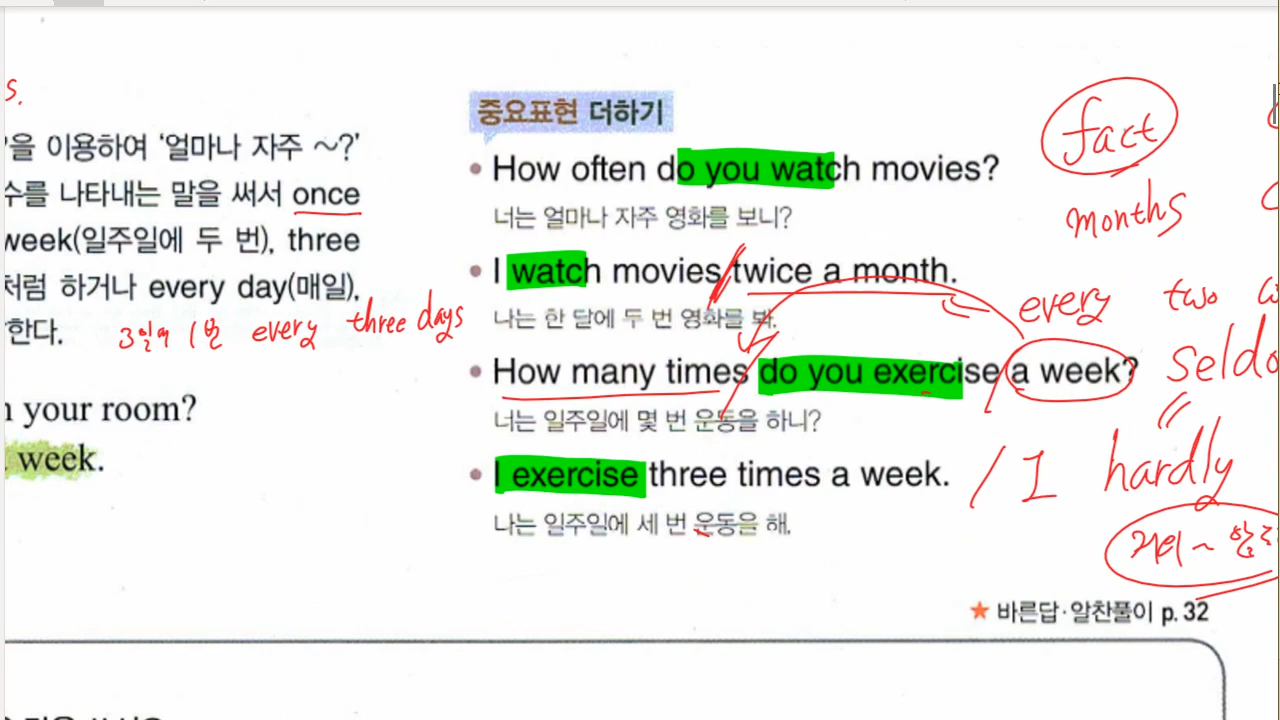 s.
을 이용하여 '얼마나 자주 ~?'
수를 나타내는 말을 써서 once
week(일주일에 두 번), three
처럼 하거나 every day(매일),
한다.
3일에 1번 every three days
your room?
week.
중요표현 더하기
How often do you watch movies?
너는 얼마나 자주 영화를 보니?
I watch movies twice a month.
나는 한 달에 두 번 영화를 봐.
How many times do you exercise a week?
너는 일주일에 몇 번 운동을 하니?
I exercise three times a week.
나는 일주일에 세 번 운동을 해.
fact
months
every two
seldo
I hardly
거의 ~
★ 바른답·알찬풀이 p. 32